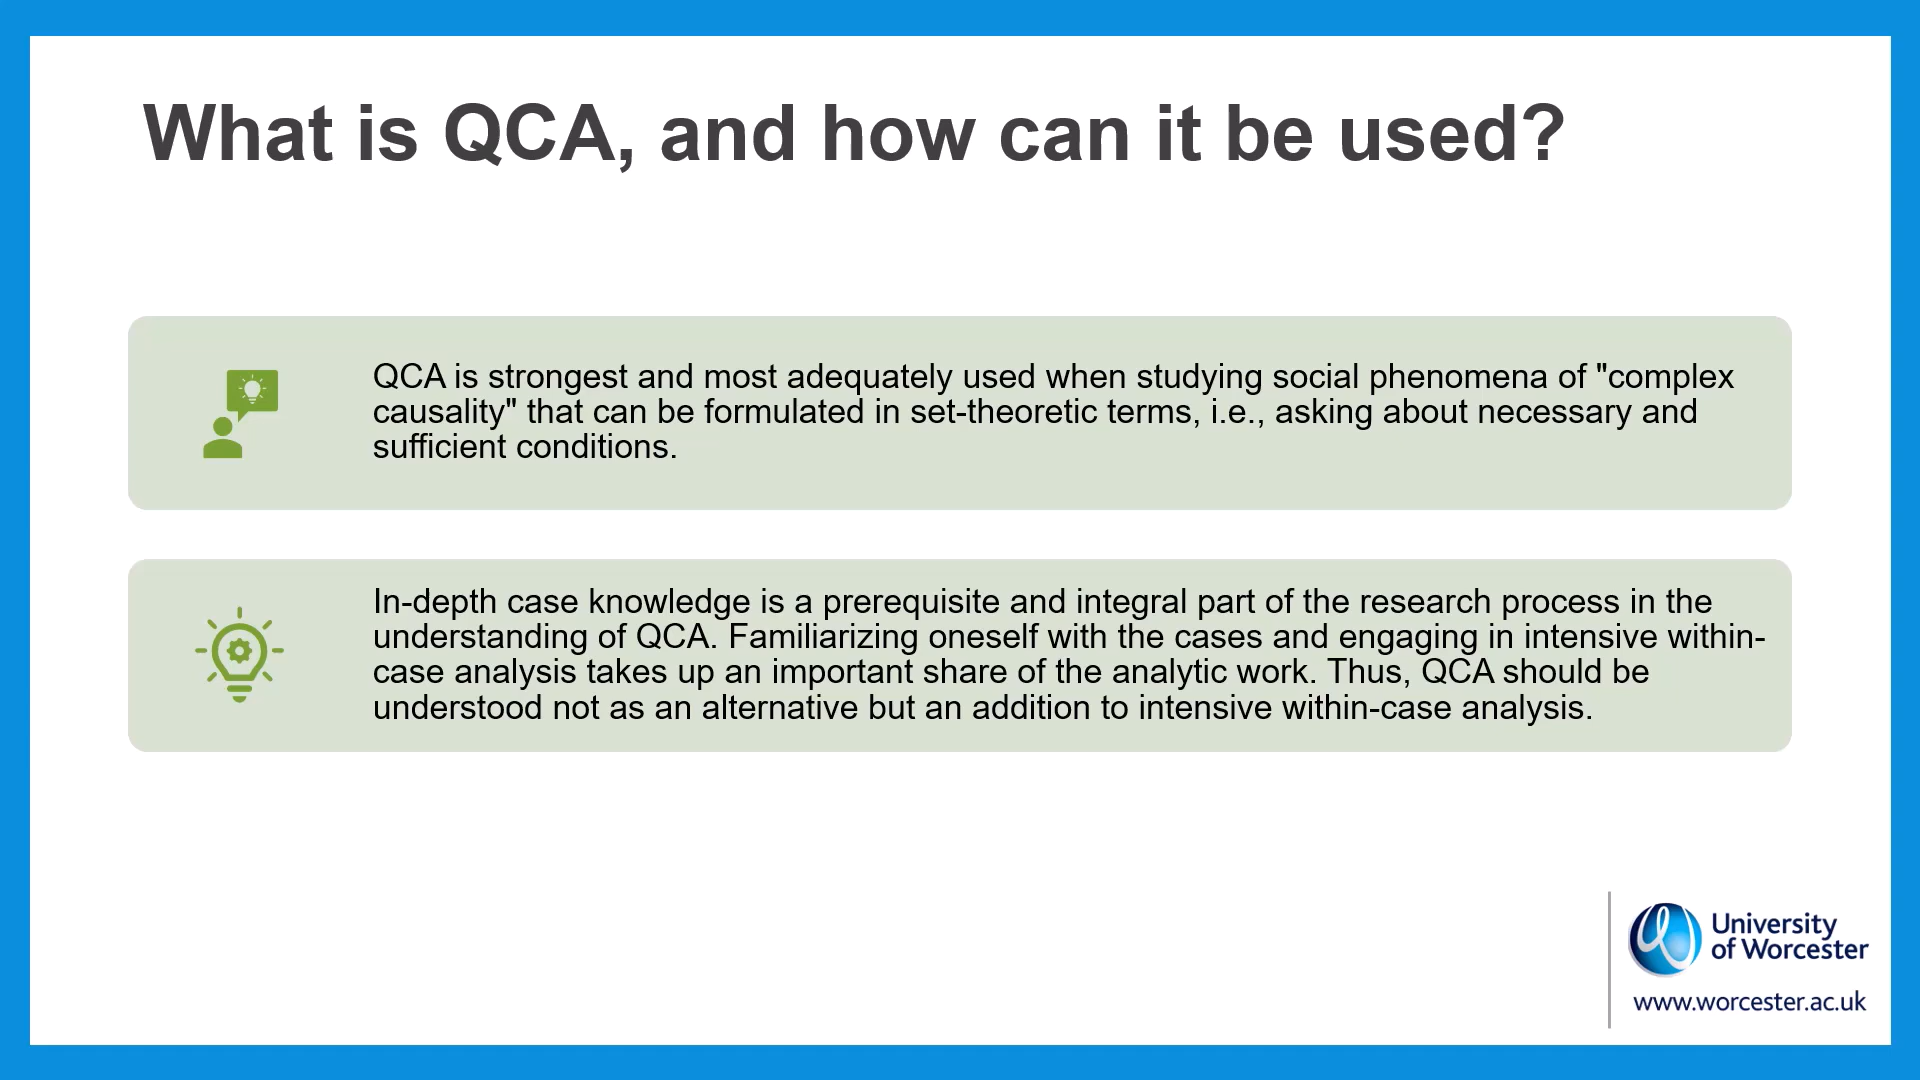 What is QCA, and how can it be used?
QCA is strongest and most adequately used when studying social phenomena of "complex
causality" that can be formulated in set-theoretic terms, i.e., asking about necessary and
sufficient conditions.
In-depth case knowledge is a prerequisite and integral part of the research process in the
understanding of QCA. Familiarizing oneself with the cases and engaging in intensive within-
case analysis takes up an important share of the analytic work. Thus, QCA should be
understood not as an alternative but an addition to intensive within-case analysis.
University
of Worcester
www.worcester.ac.uk